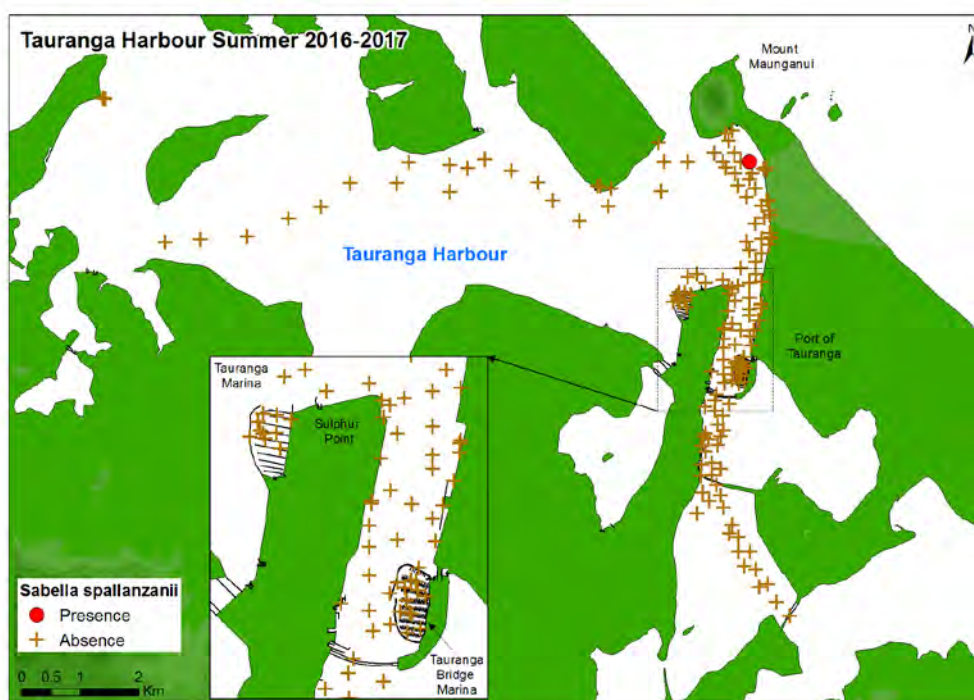 Tauranga Harbour Summer 2016-2017
N
Mount
Maunganui
Tauranga Harbour
Port of
Tauranga
Tauranga
Marina
Sulphur
Point
Tauranga
Bridge
Marina
Sabella spallanzanii
Presence
Absence
0 0.5 1 2
Km